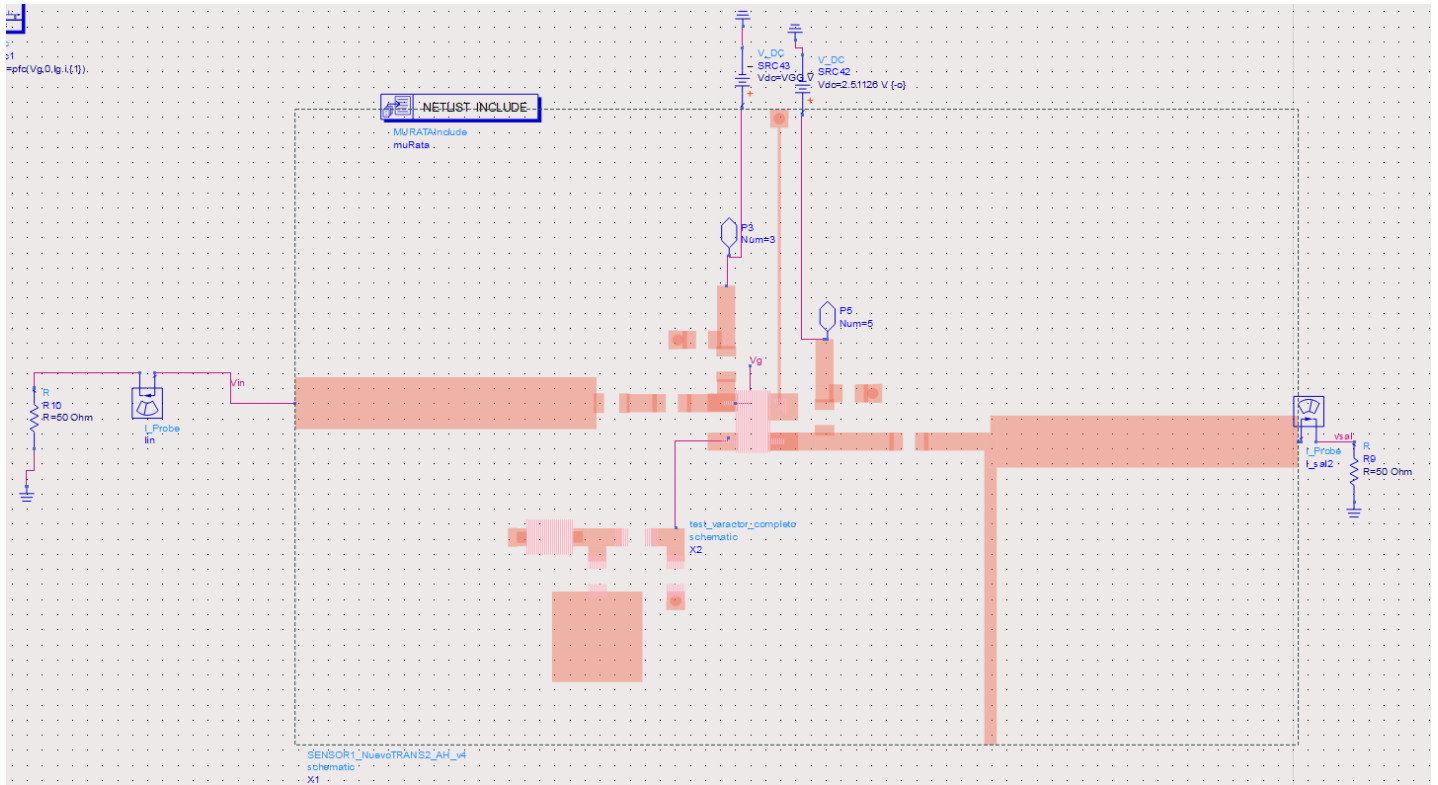 c1
=pfc(Vg,0,Ig.i,{1})
V_DC
SRC43
Vdc=VGG V
V_DC
SRC42
Vdc=2.51126 V {-o}
NETLIST INCLUDE
MURATAInclude
muRata
P3
Num=3
P5
Num=5
Vg
Vin
R
R10
R=50 Ohm
I_Probe
Iin
vsal
I_Probe
I_sal2
R
R9
R=50 Ohm
test_varactor_completo
schematic
X2
SENSOR1_NuevoTRANS2_AH_v4
schematic
X1